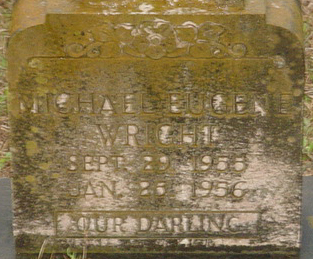 MICHAEL EUGENE
WRIGHT
SEPT. 29 1955
JAN. 25 1956
OUR DARLING